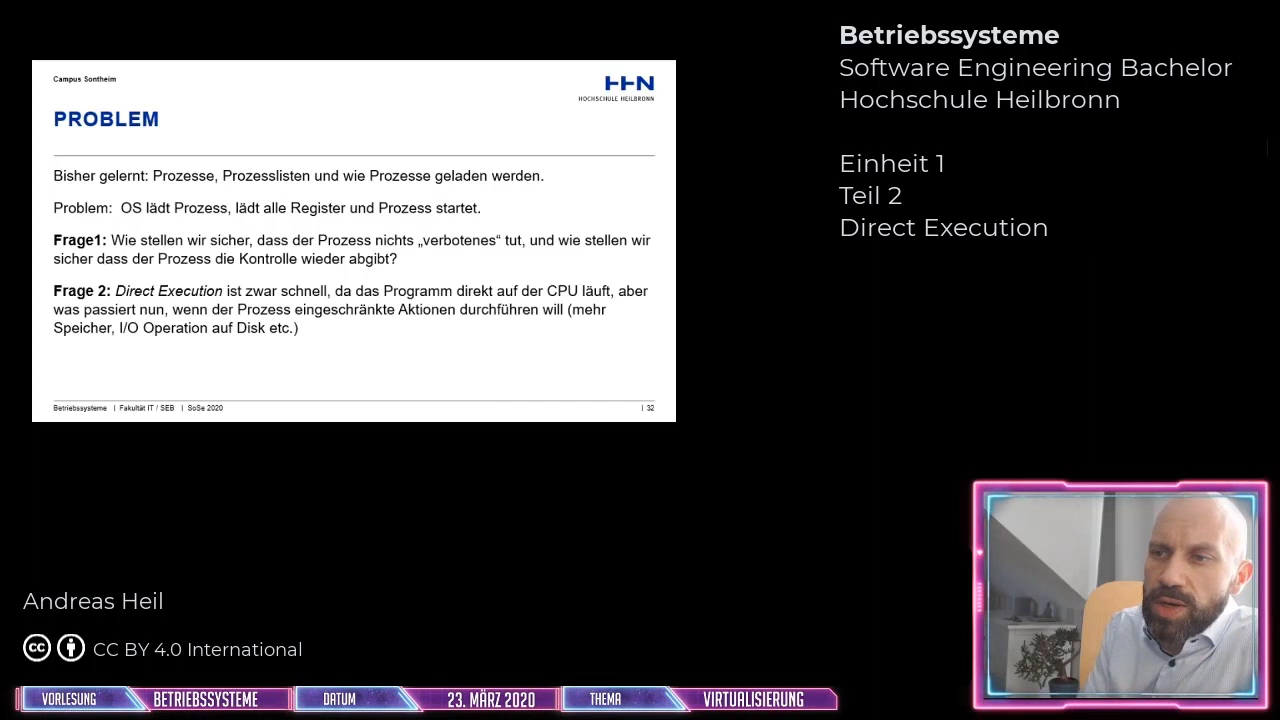 Betriebssysteme
Software Engineering Bachelor
Hochschule Heilbronn
Einheit 1
Teil 2
Direct Execution
Campus Sontheim
HHN
HOCHSCHULE HEILBRONN
PROBLEM
Bisher gelernt: Prozesse, Prozesslisten und wie Prozesse geladen werden.
Problem: OS lädt Prozess, lädt alle Register und Prozess startet.
Frage1: Wie stellen wir sicher, dass der Prozess nichts „verbotenes“ tut, und wie stellen wir
sicher dass der Prozess die Kontrolle wieder abgibt?
Frage 2: Direct Execution ist zwar schnell, da das Programm direkt auf der CPU läuft, aber
was passiert nun, wenn der Prozess eingeschränkte Aktionen durchführen will (mehr
Speicher, I/O Operation auf Disk etc.)
Betriebssysteme | Fakultät IT / SEB | SoSe 2020 | 32
Andreas Heil
cc CC BY 4.0 International
VORLESUNG BETRIEBSSYSTEME DATUM 23. MÄRZ 2020 THEMA VIRTUALISIERUNG